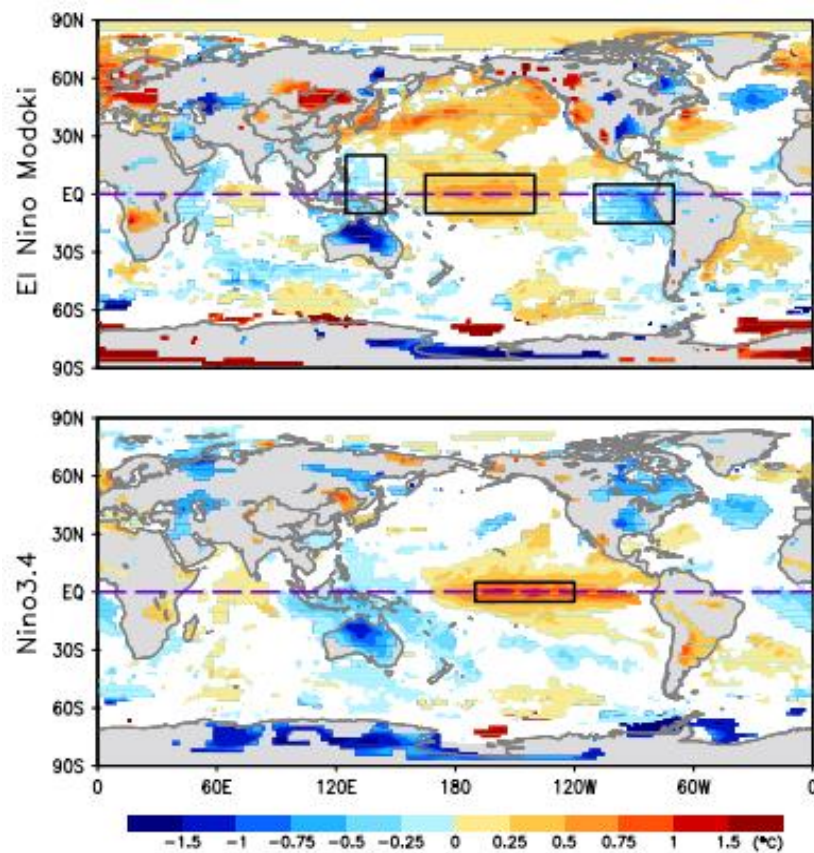 El Nino Modoki
90N
60N
30N
EQ
30S
60S
90S
Nino3.4
90N
60N
30N
EQ
30S
60S
90S
0 60E 120E 180 120W 60W 0
-1.5 -1 -0.75 -0.5 -0.25 0 0.25 0.5 0.75 1 1.5 (°C)